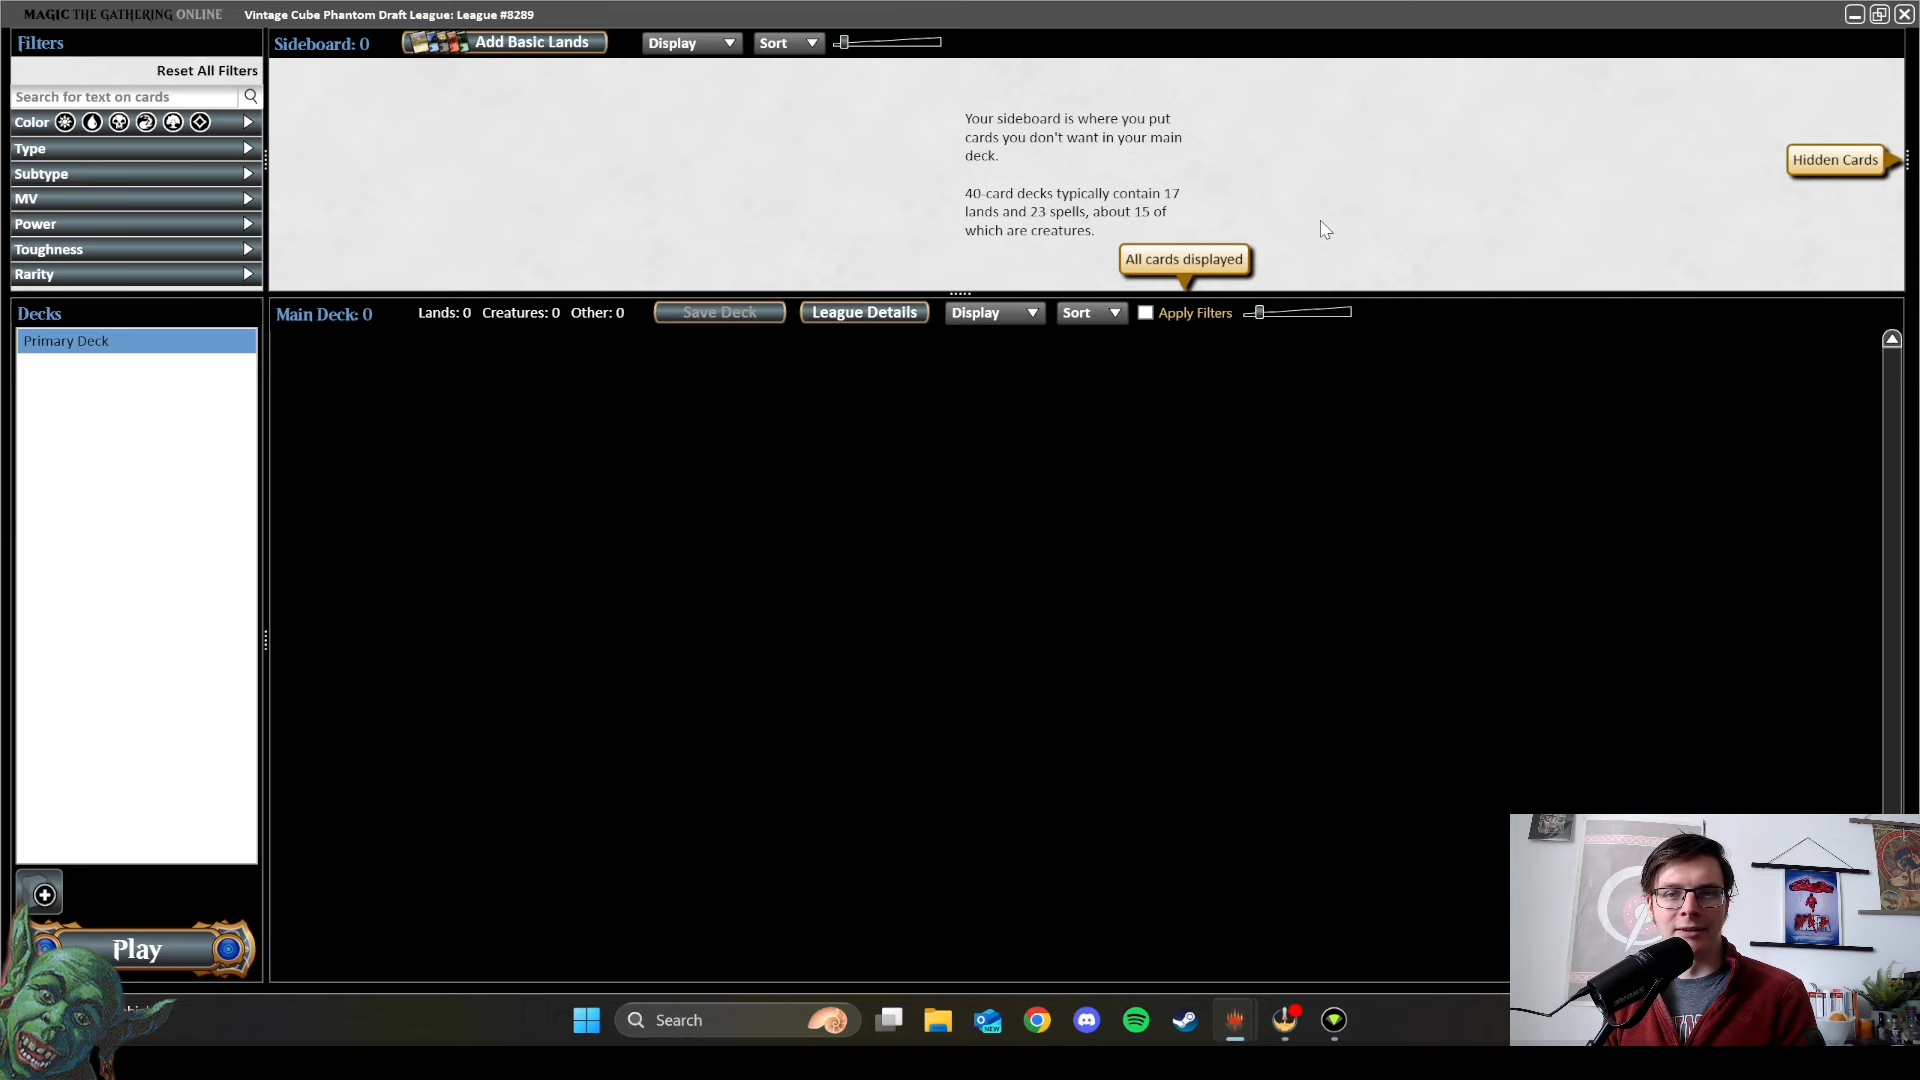 MAGIC THE GATHERING ONLINE Vintage Cube Phantom Draft League: League #8289
Filters Sideboard: 0 Add Basic Lands Display Sort
Reset All Filters
Search for text on cards
Color
Type
Subtype
MV
Power
Toughness
Rarity
Your sideboard is where you put
cards you don't want in your main
deck.
40-card decks typically contain 17
lands and 23 spells, about 15 of
which are creatures.
Hidden Cards
All cards displayed
Decks
Main Deck: 0 Lands: 0 Creatures: 0 Other: 0 Save Deck League Details Display Sort Apply Filters
Primary Deck
Play
Search
NEW